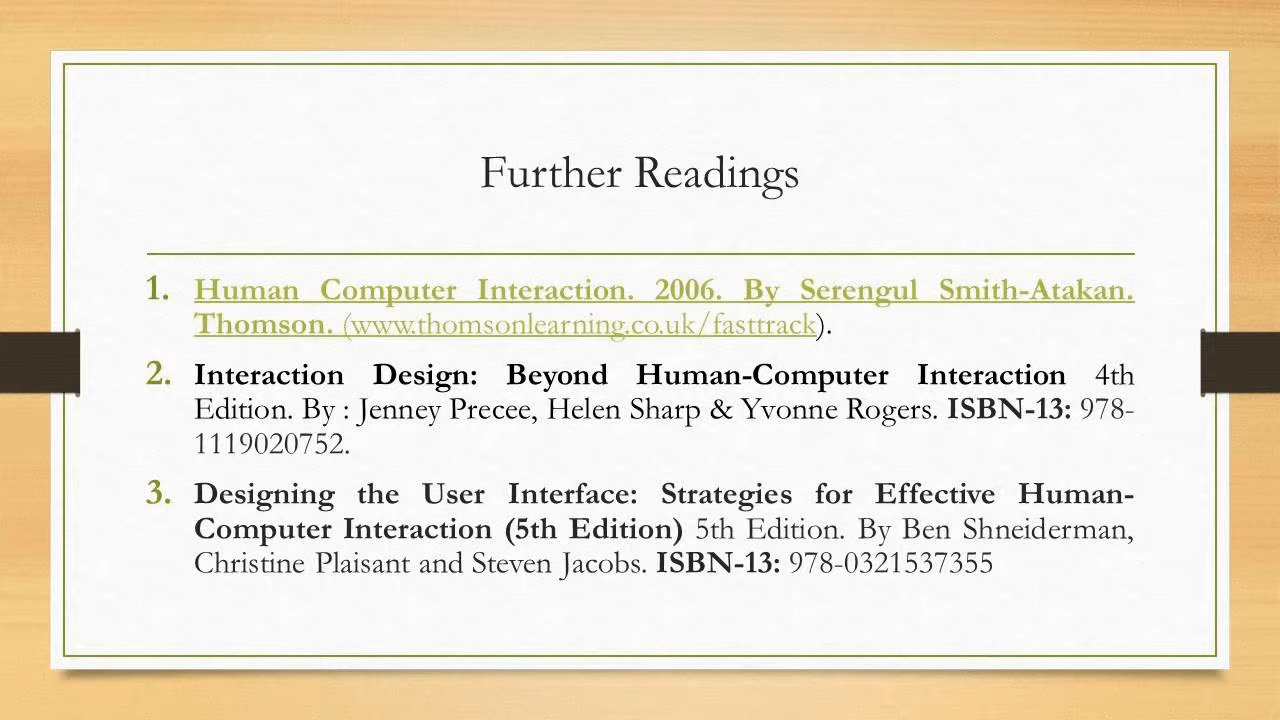 Further Readings
1. Human Computer Interaction. 2006. By Serengul Smith-Atakan.
Thomson. (www.thomsonlearning.co.uk/fasttrack).
2. Interaction Design: Beyond Human-Computer Interaction 4th
Edition. By : Jenney Precee, Helen Sharp & Yvonne Rogers. ISBN-13: 978-
1119020752.
3. Designing the User Interface: Strategies for Effective Human-
Computer Interaction (5th Edition) 5th Edition. By Ben Shneiderman,
Christine Plaisant and Steven Jacobs. ISBN-13: 978-0321537355